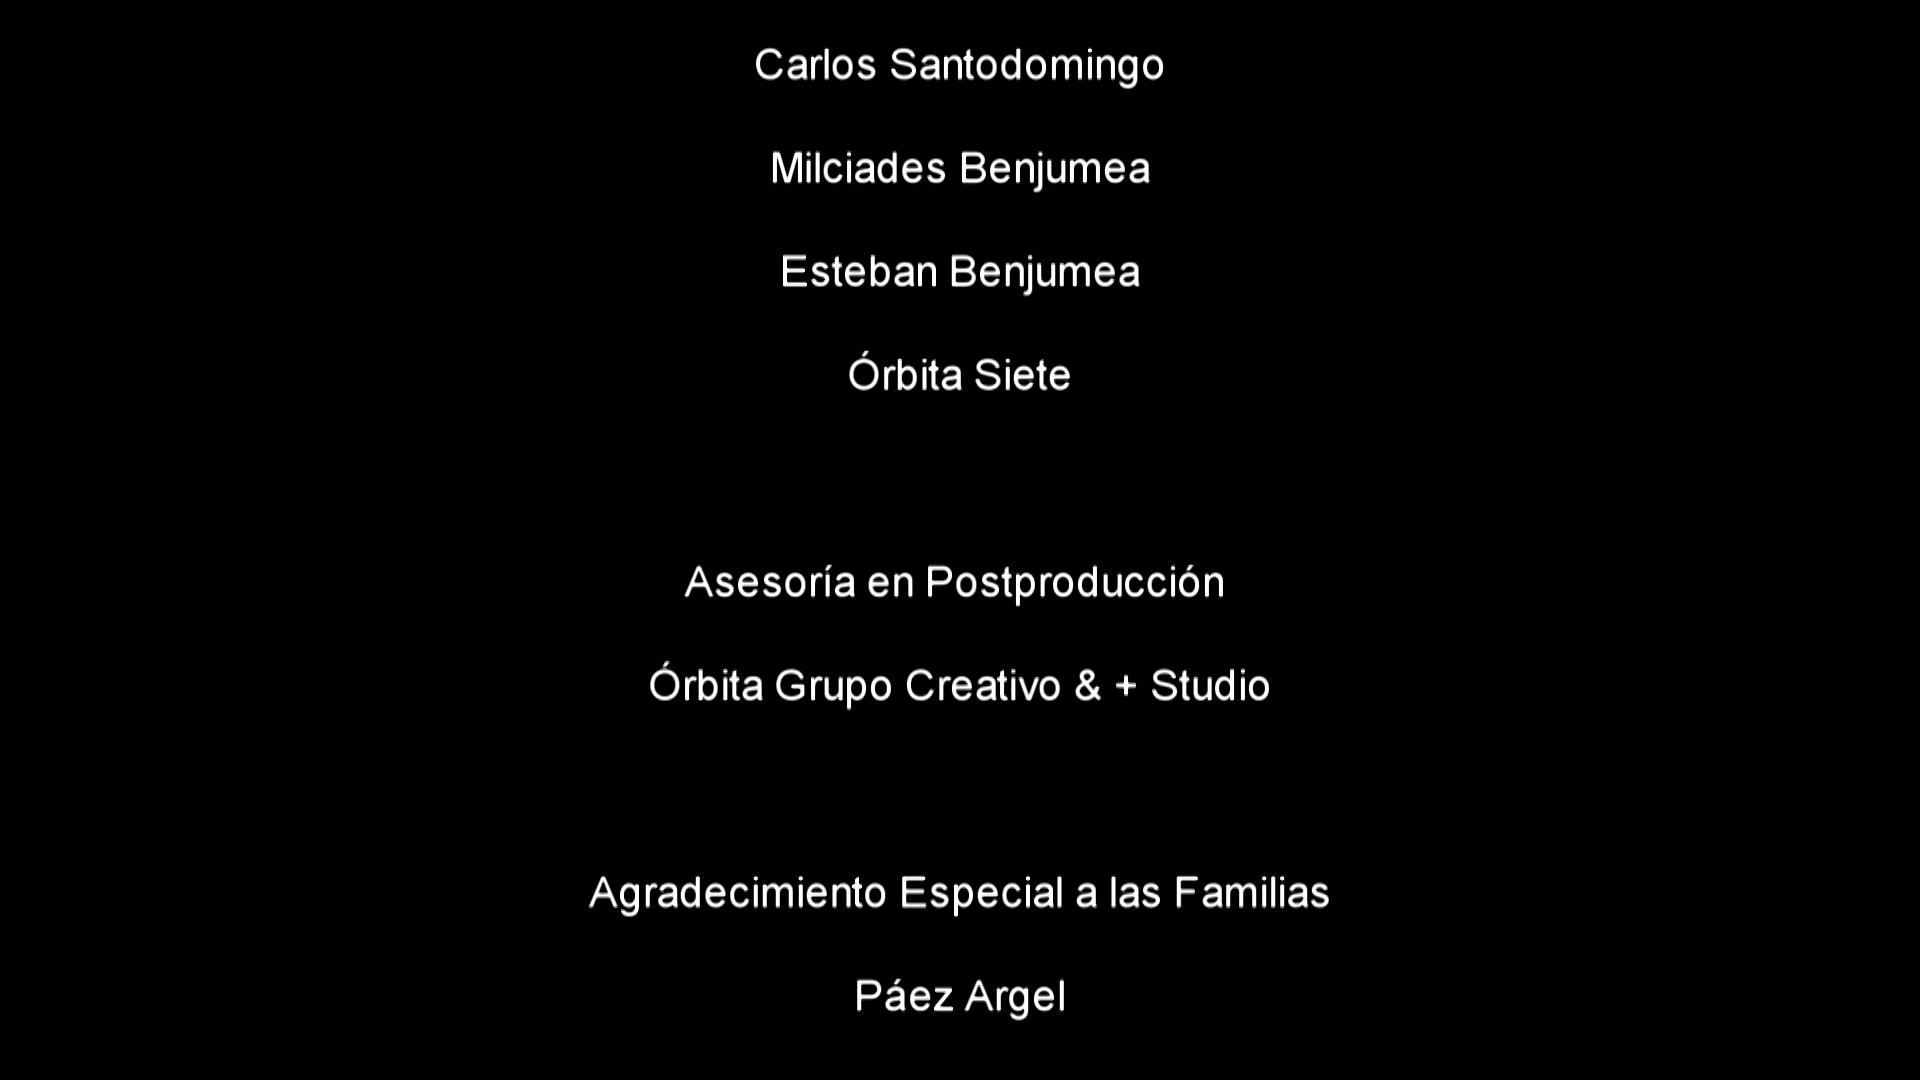 Carlos Santodomingo
Milciades Benjumea
Esteban Benjumea
Órbita Siete
Asesoría en Postproducción
Órbita Grupo Creativo & + Studio
Agradecimiento Especial a las Familias
Páez Argel